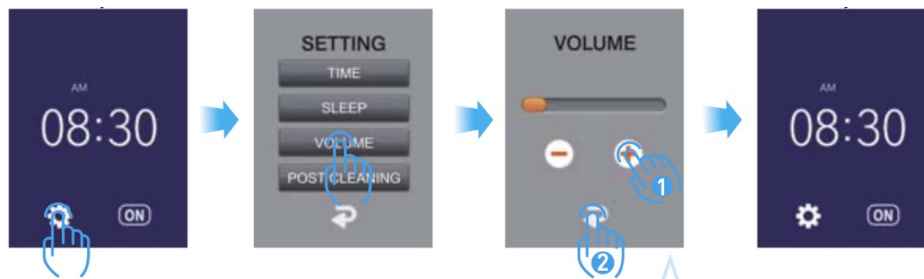 AM
08:30
ON
SETTING
TIME
SLEEP
VOLUME
POST CLEANING
VOLUME
1
2
AM
08:30
ON